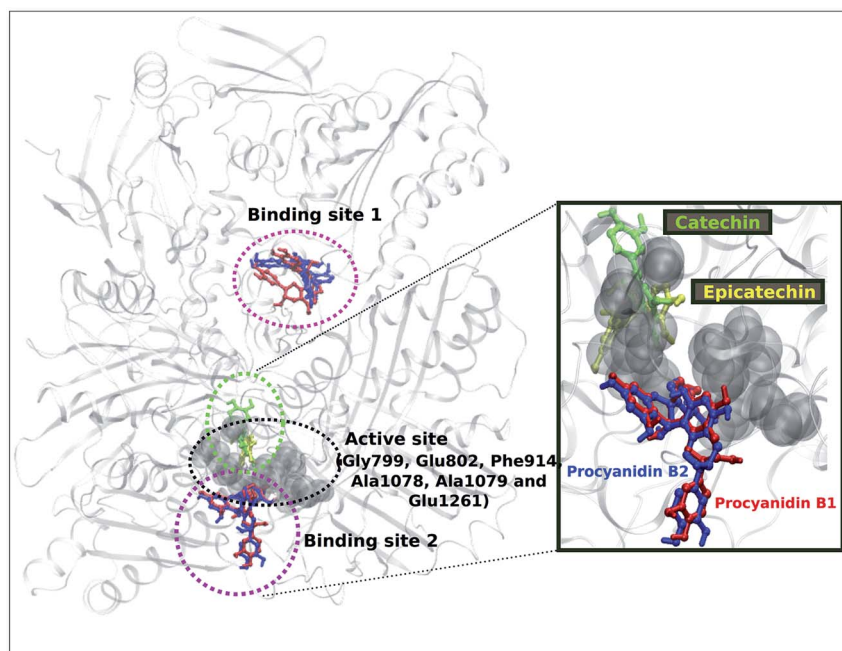 Binding site 1
Catechin
Epicatechin
Active site
(Gly799, Glu802, Phe914,
Ala1078, Ala1079 and
Glu1261)
Procyanidin B2
Procyanidin B1
Binding site 2